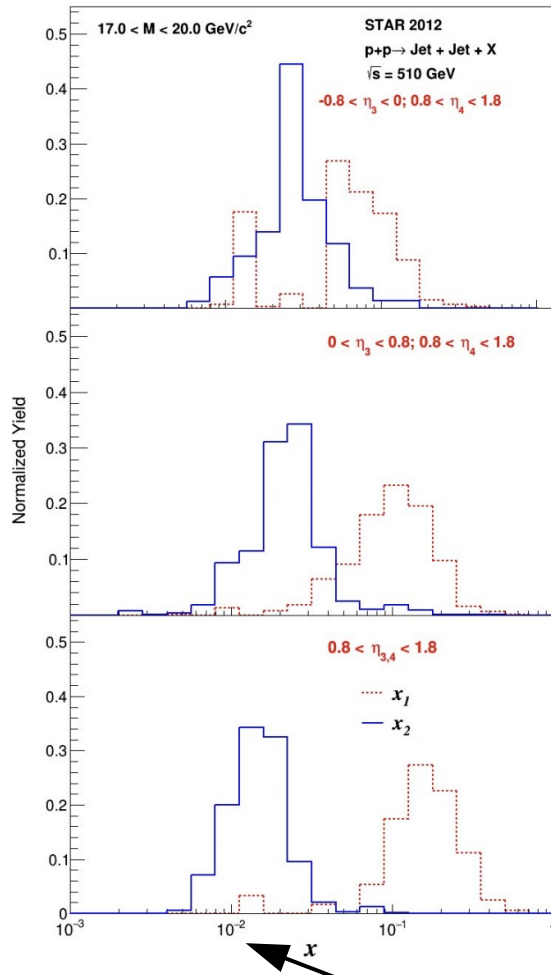 17.0 < M < 20.0 GeV/c²
STAR 2012
p+p→ Jet + Jet + X
√s = 510 GeV
-0.8 < η₃ < 0; 0.8 < η₄ < 1.8
0.5
0.4
0.3
0.2
0.1
0 < η₃ < 0.8; 0.8 < η₄ < 1.8
0.5
0.4
0.3
0.2
0.1
Normalized Yield
0.8 < η₃,₄ < 1.8
0.5
0.4
0.3
0.2
0.1
0
x₁
x₂
10⁻³
10⁻²
10⁻¹
x